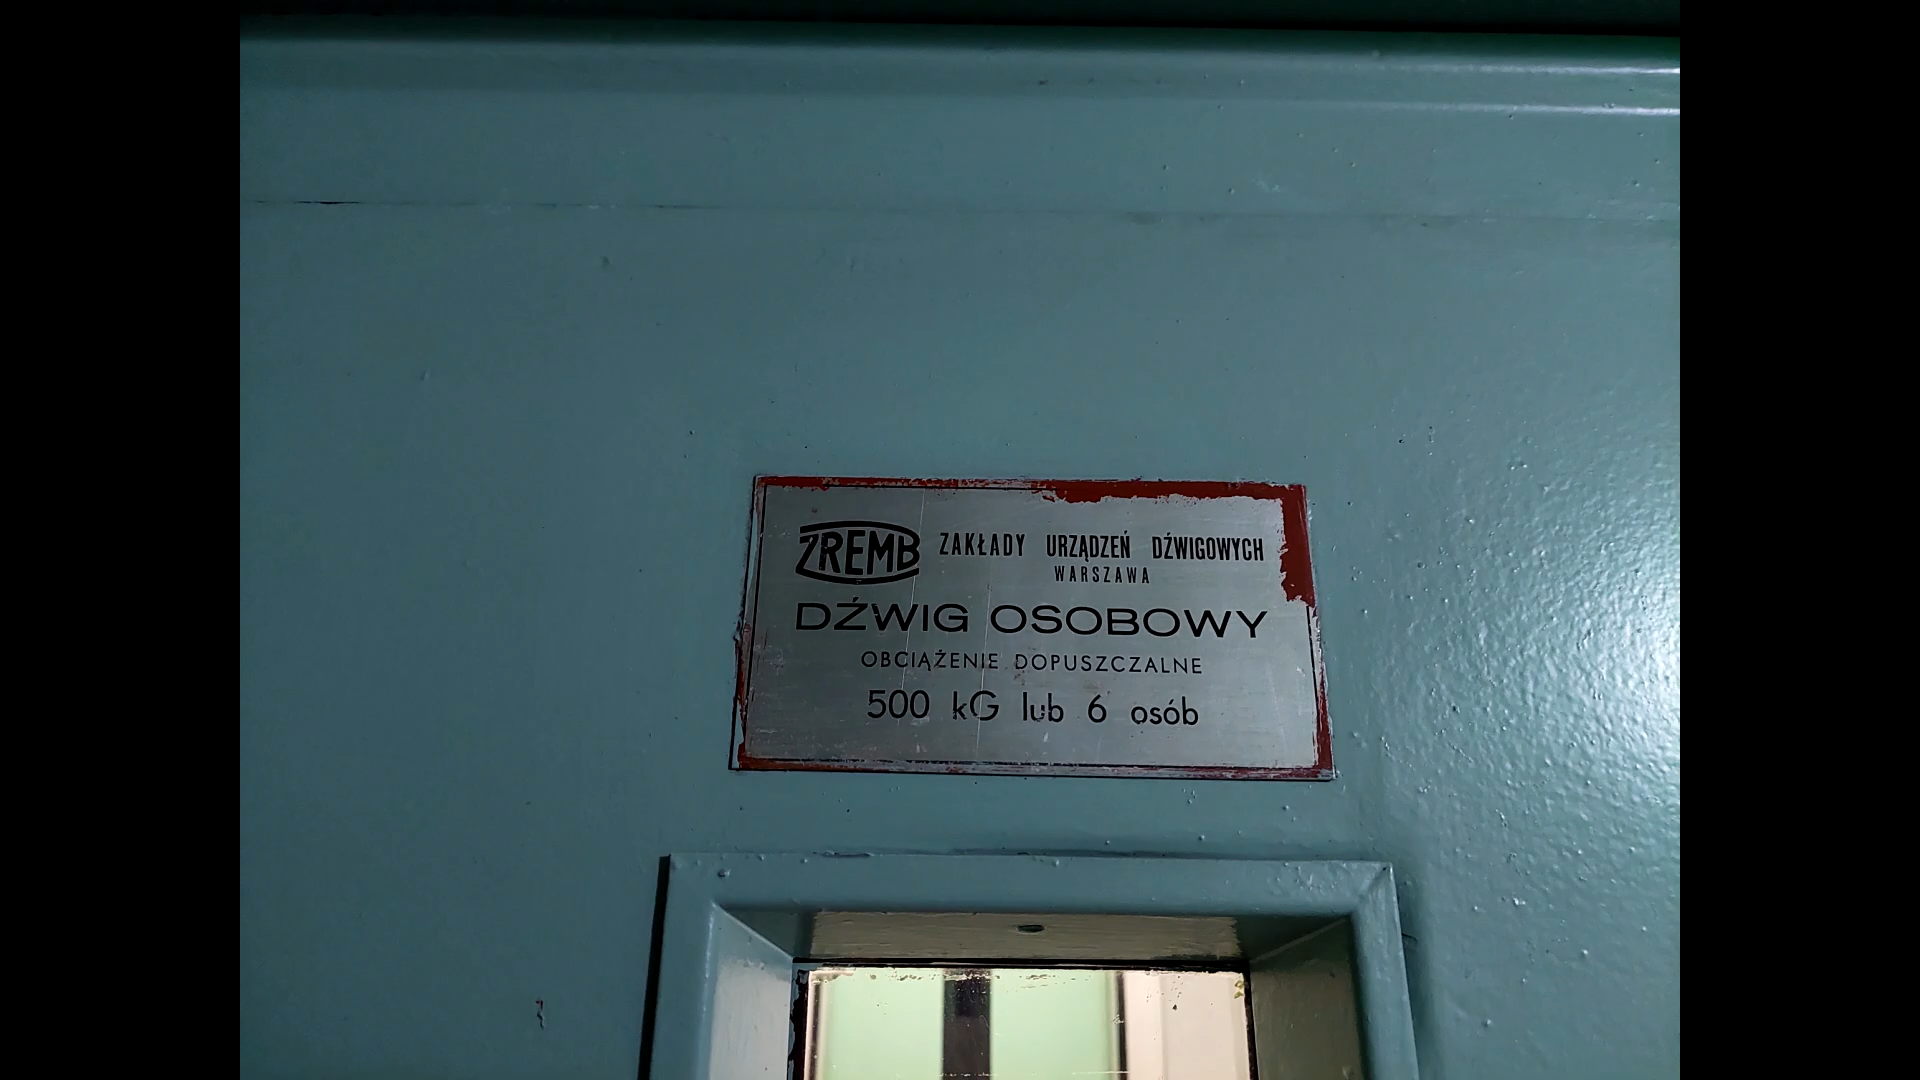 ZREMB ZAKŁADY URZĄDZEŃ DŹWIGOWYCH
WARSZAWA
DŹWIG OSOBOWY
OBCIĄŻENIE DOPUSZCZALNE
500 kG lub 6 osób